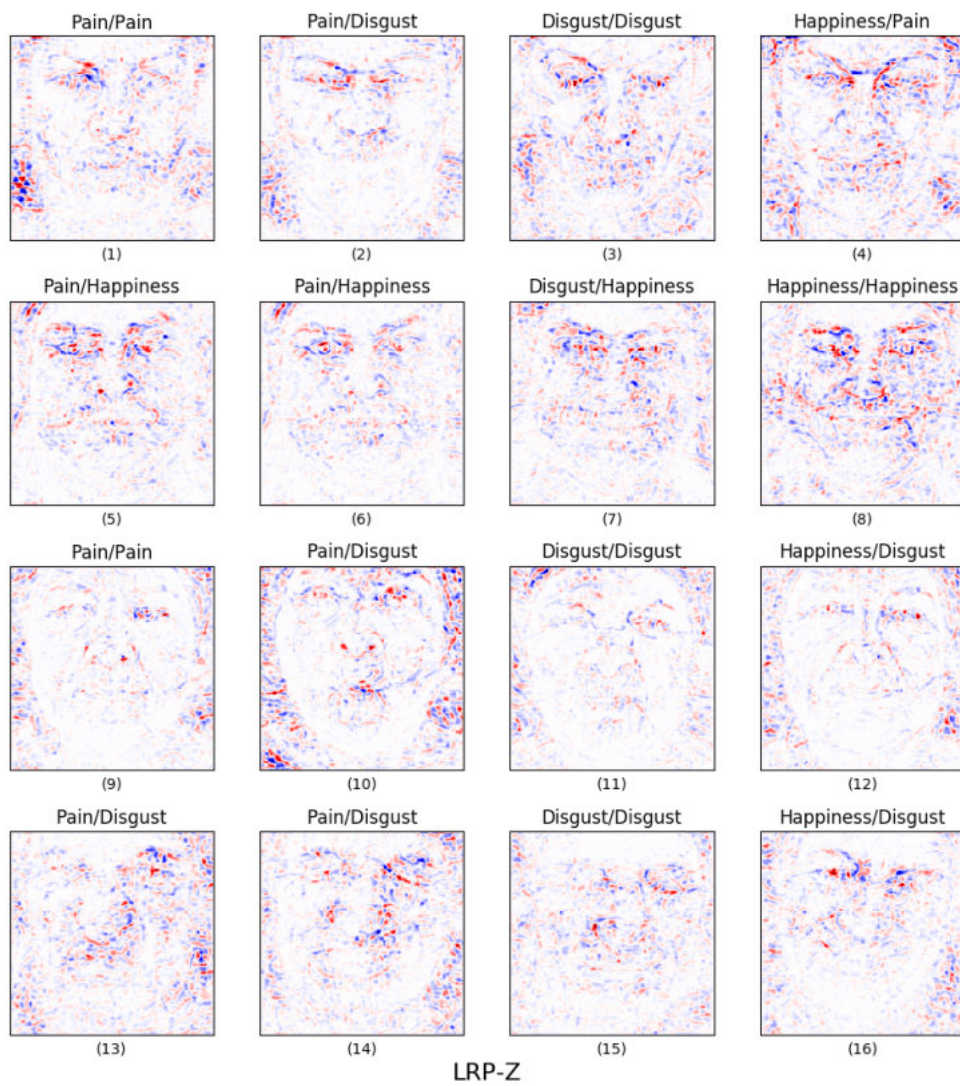 Pain/Pain Pain/Disgust Disgust/Disgust Happiness/Pain
(1) (2) (3) (4)
Pain/Happiness Pain/Happiness Disgust/Happiness Happiness/Happiness
(5) (6) (7) (8)
Pain/Pain Pain/Disgust Disgust/Disgust Happiness/Disgust
(9) (10) (11) (12)
Pain/Disgust Pain/Disgust Disgust/Disgust Happiness/Disgust
(13) (14) (15) (16)
LRP-Z